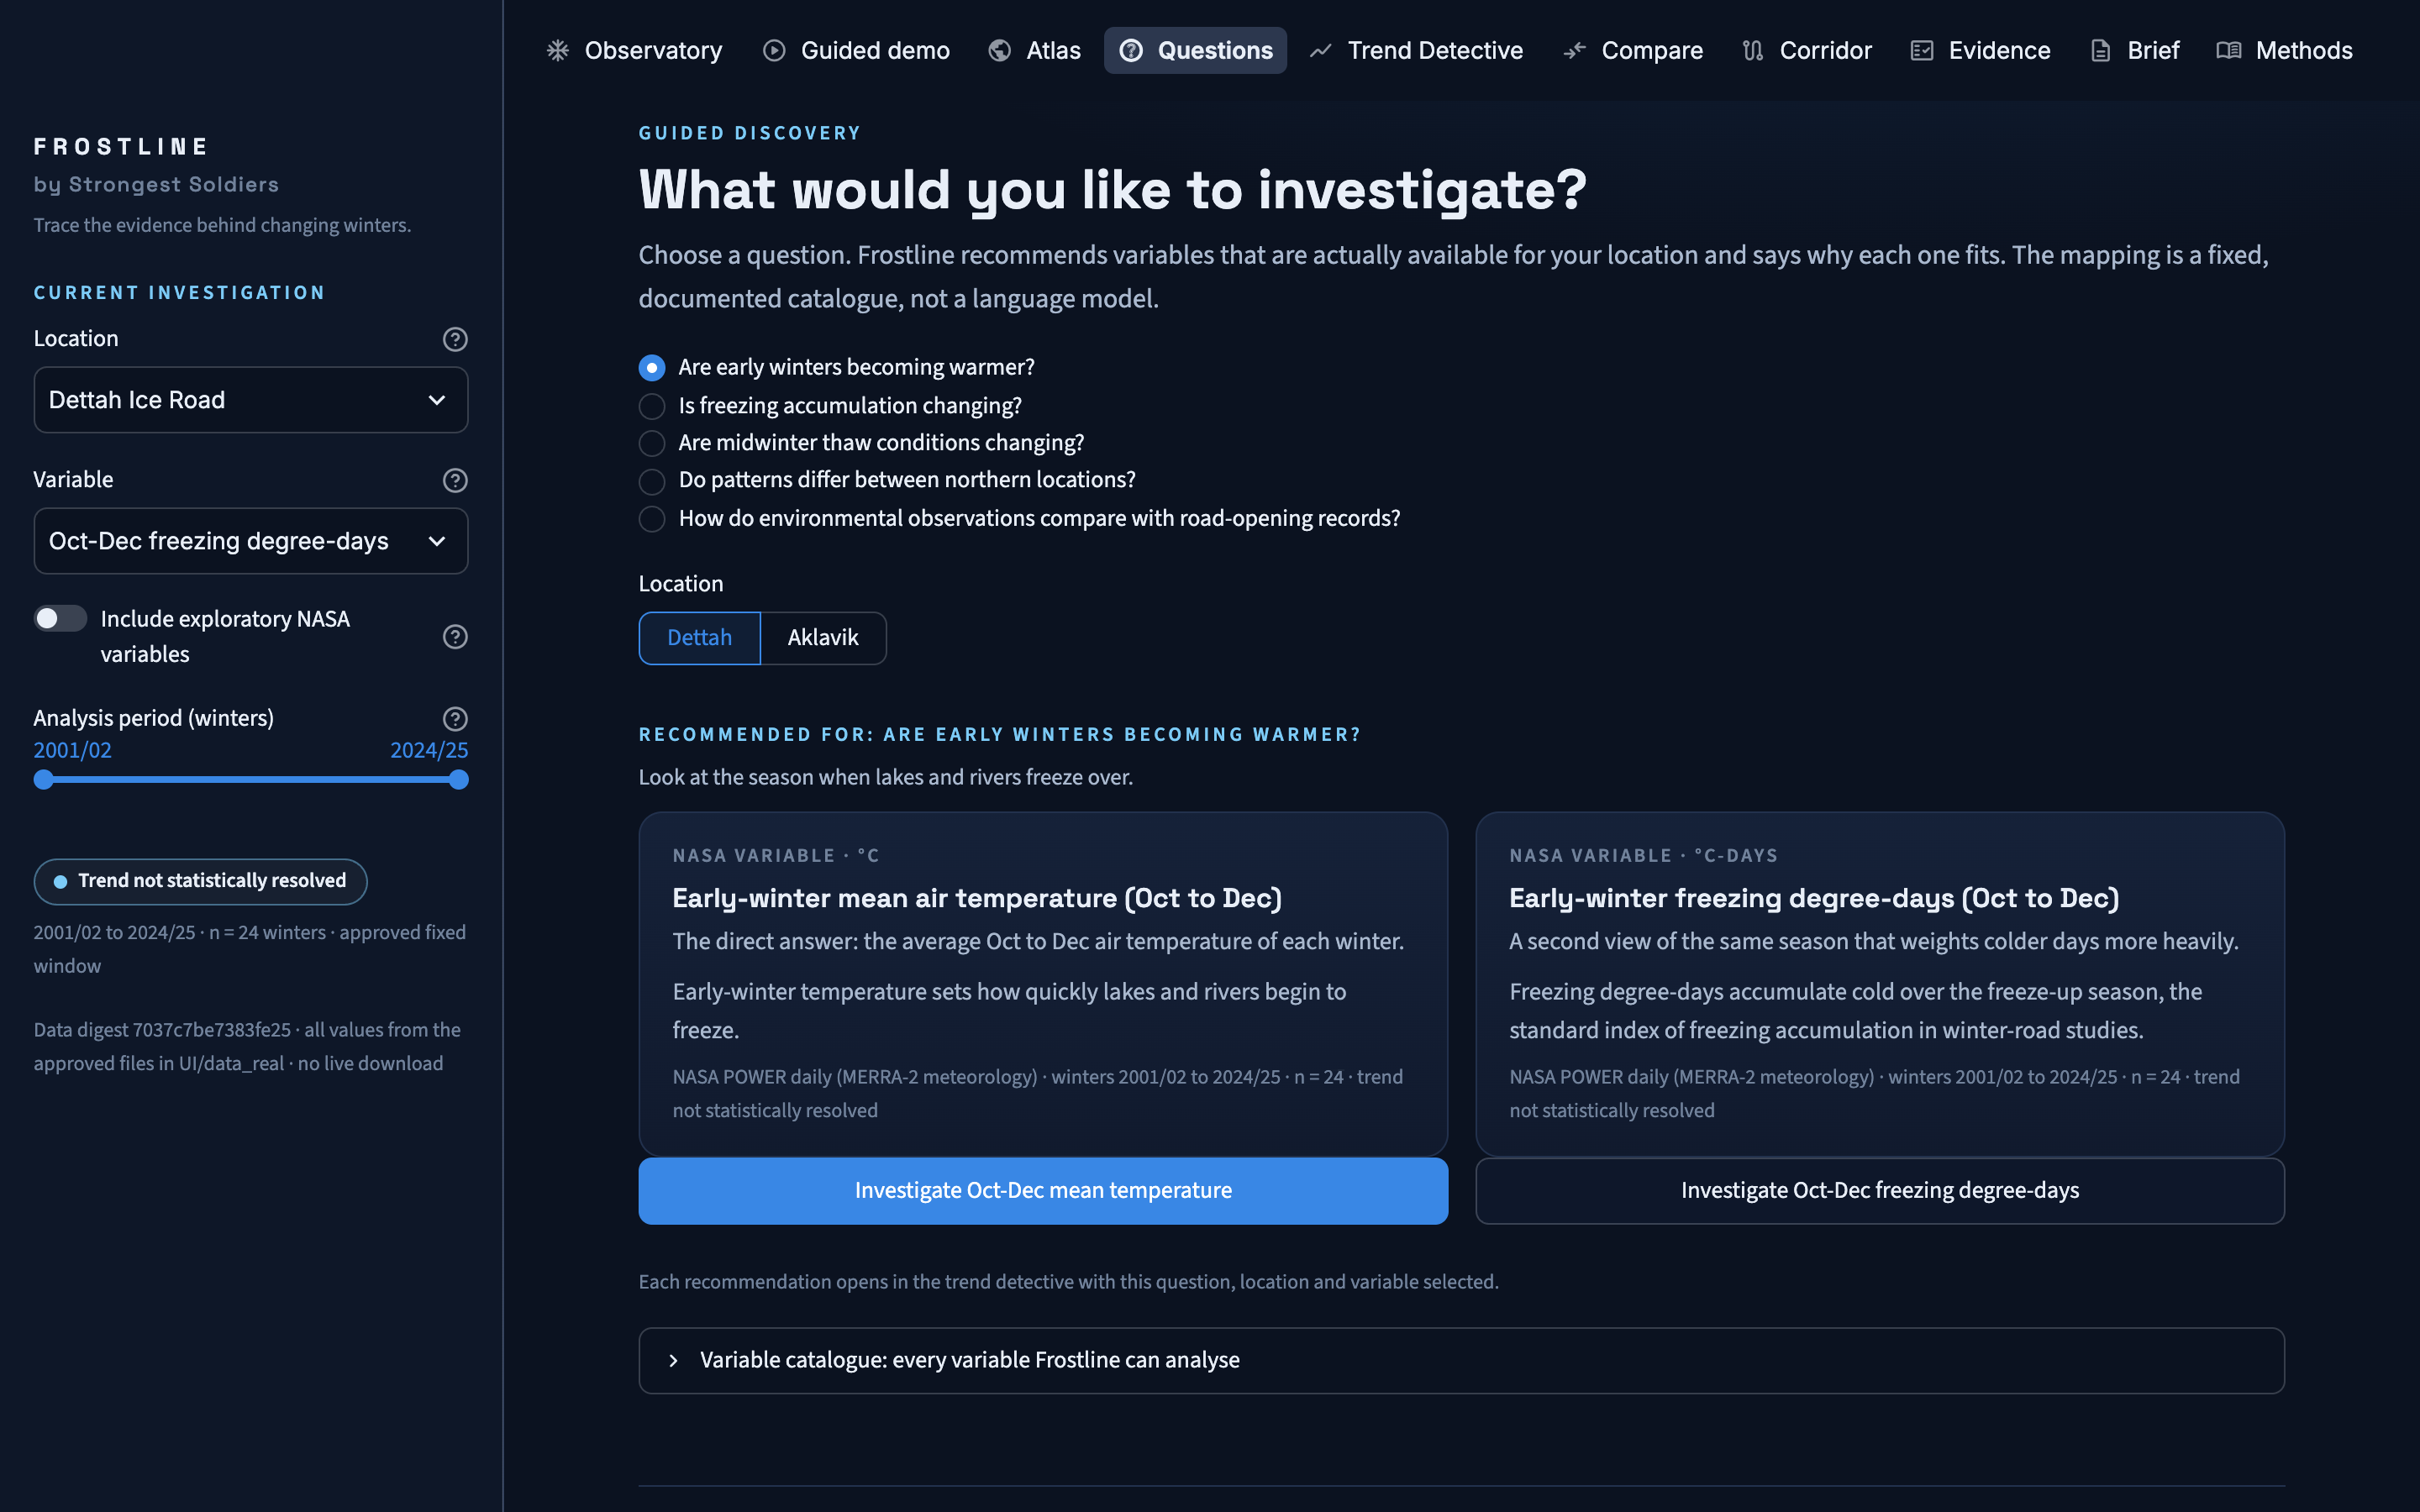 Observatory
Guided demo
Atlas
Questions
Trend Detective
Compare
Corridor
Evidence
Brief
Methods
FROSTLINE
by Strongest Soldiers
Trace the evidence behind changing winters.
CURRENT INVESTIGATION
Location
Dettah Ice Road
Variable
Oct-Dec freezing degree-days
Include exploratory NASA
variables
Analysis period (winters)
2001/02 2024/25
Trend not statistically resolved
2001/02 to 2024/25 · n = 24 winters · approved fixed
window
Data digest 7037c7be7383fe25 · all values from the
approved files in UI/data_real · no live download
GUIDED DISCOVERY
What would you like to investigate?
Choose a question. Frostline recommends variables that are actually available for your location and says why each one fits. The mapping is a fixed,
documented catalogue, not a language model.
Are early winters becoming warmer?
Is freezing accumulation changing?
Are midwinter thaw conditions changing?
Do patterns differ between northern locations?
How do environmental observations compare with road-opening records?
Location
Dettah
Aklavik
RECOMMENDED FOR: ARE EARLY WINTERS BECOMING WARMER?
Look at the season when lakes and rivers freeze over.
NASA VARIABLE · °C
Early-winter mean air temperature (Oct to Dec)
The direct answer: the average Oct to Dec air temperature of each winter.
Early-winter temperature sets how quickly lakes and rivers begin to
freeze.
NASA POWER daily (MERRA-2 meteorology) · winters 2001/02 to 2024/25 · n = 24 · trend
not statistically resolved
Investigate Oct-Dec mean temperature
NASA VARIABLE · °C-DAYS
Early-winter freezing degree-days (Oct to Dec)
A second view of the same season that weights colder days more heavily.
Freezing degree-days accumulate cold over the freeze-up season, the
standard index of freezing accumulation in winter-road studies.
NASA POWER daily (MERRA-2 meteorology) · winters 2001/02 to 2024/25 · n = 24 · trend
not statistically resolved
Investigate Oct-Dec freezing degree-days
Each recommendation opens in the trend detective with this question, location and variable selected.
Variable catalogue: every variable Frostline can analyse